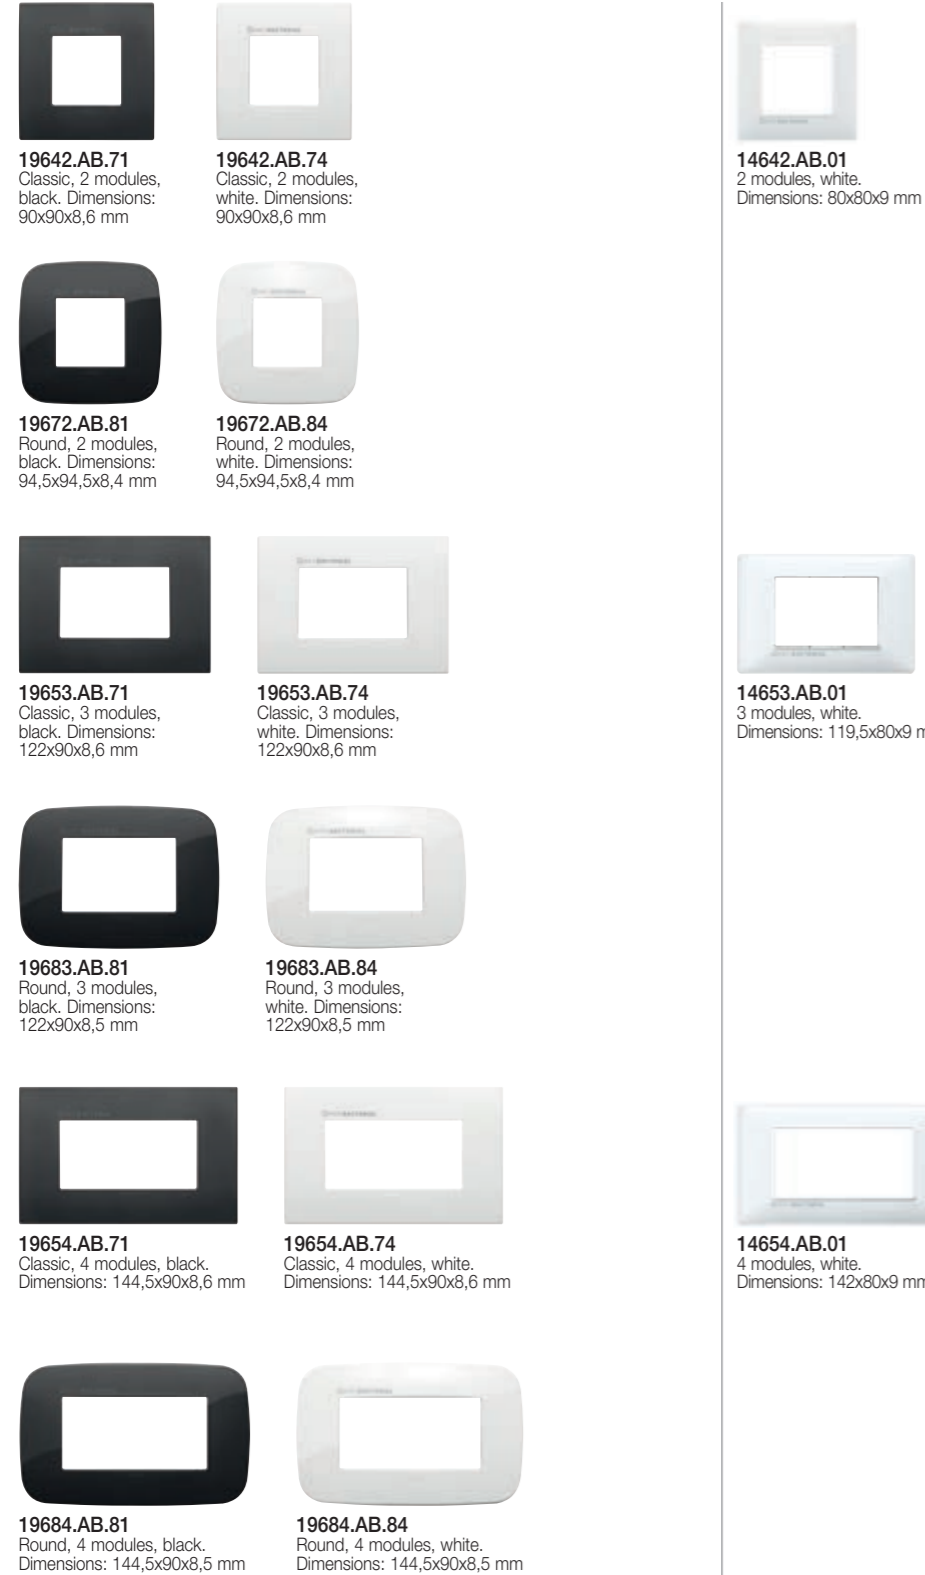 19642.AB.71
Classic, 2 modules,
black. Dimensions:
90x90x8,6 mm
19642.AB.74
Classic, 2 modules,
white. Dimensions:
90x90x8,6 mm
14642.AB.01
2 modules, white.
Dimensions: 80x80x9 mm
19672.AB.81
Round, 2 modules,
black. Dimensions:
94,5x94,5x8,4 mm
19672.AB.84
Round, 2 modules,
white. Dimensions:
94,5x94,5x8,4 mm
19653.AB.71
Classic, 3 modules,
black. Dimensions:
122x90x8,6 mm
19653.AB.74
Classic, 3 modules,
white. Dimensions:
122x90x8,6 mm
14653.AB.01
3 modules, white.
Dimensions: 119,5x80x9
19683.AB.81
Round, 3 modules,
black. Dimensions:
122x90x8,5 mm
19683.AB.84
Round, 3 modules,
white. Dimensions:
122x90x8,5 mm
19654.AB.71
Classic, 4 modules, black.
Dimensions: 144,5x90x8,6 mm
19654.AB.74
Classic, 4 modules, white.
Dimensions: 144,5x90x8,6 mm
14654.AB.01
4 modules, white.
Dimensions: 142x80x9 mm
19684.AB.81
Round, 4 modules, black.
Dimensions: 144,5x90x8,5 mm
19684.AB.84
Round, 4 modules, white.
Dimensions: 144,5x90x8,5 mm